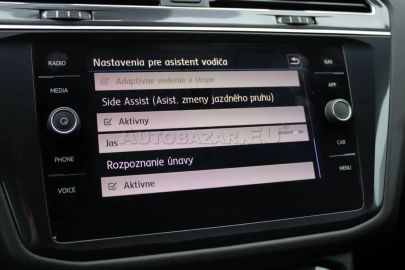 RADIO
MEDIA
PHONE
VOICE
Nastavenia pre asistent vodiča
Adaptívne vedenie v stope
Side Assist (Asist. zmeny jazdného pruhu)
Aktívny
AUTOBAZAR.EU
Jas
Rozpoznanie únavy
Aktívne
NAV
APP
CAR
MENU